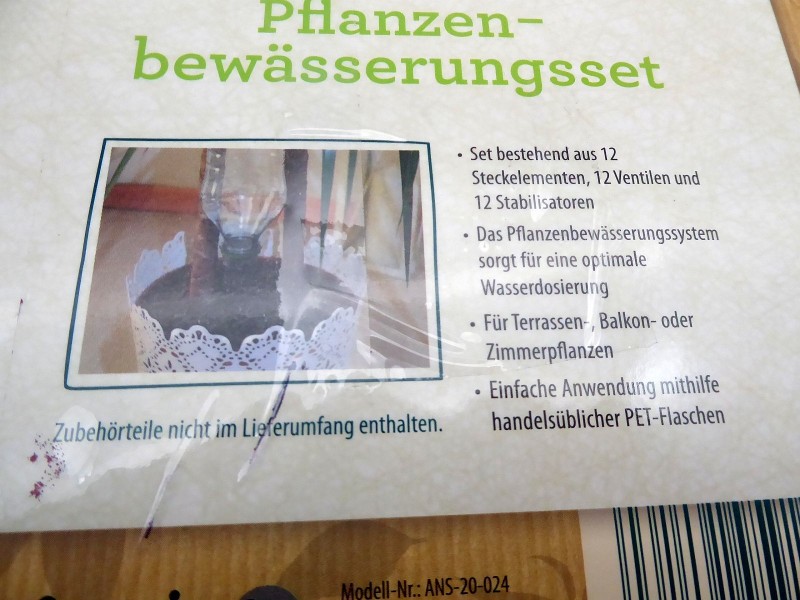 Pflanzen-
bewässerungsset
• Set bestehend aus 12
Steckelementen, 12 Ventilen und
12 Stabilisatoren
• Das Pflanzenbewässerungssystem
sorgt für eine optimale
Wasserdosierung
• Für Terrassen-, Balkon- oder
Zimmerpflanzen
• Einfache Anwendung mithilfe
handelsüblicher PET-Flaschen
Zubehörteile nicht im Lieferumfang enthalten.
Modell-Nr.: ANS-20-024